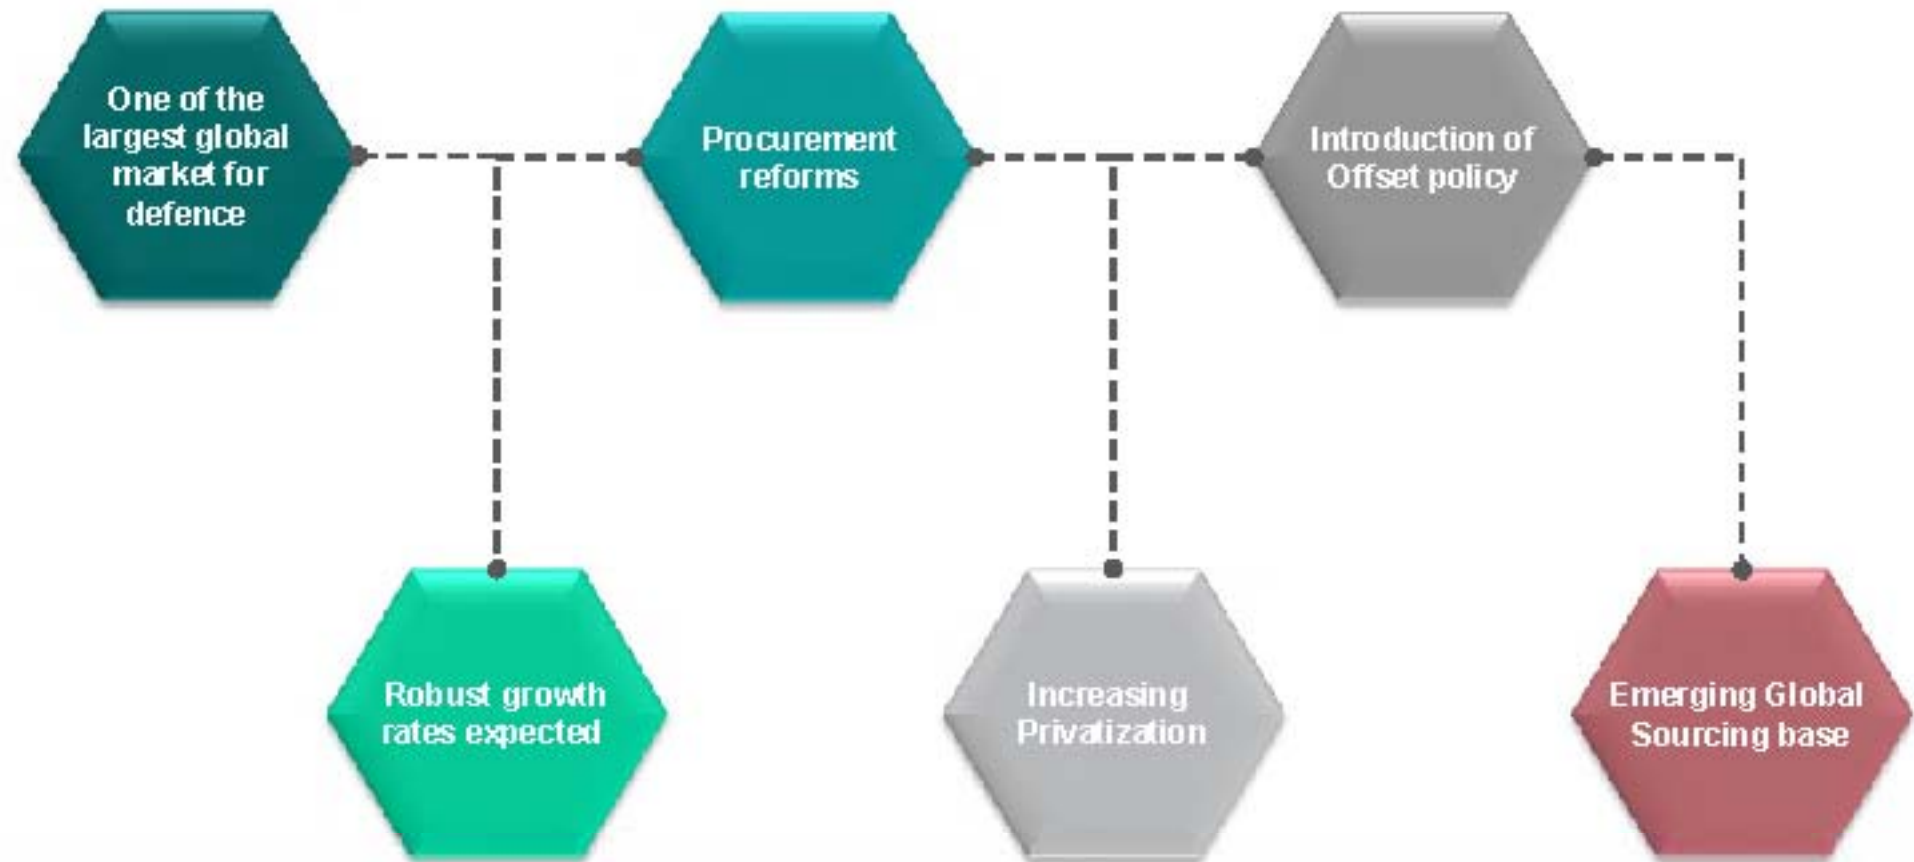 One of the
largest global
market for
defence
Procurement
reforms
Introduction of
Offset policy
Robust growth
rates expected
Increasing
Privatization
Emerging Global
Sourcing base